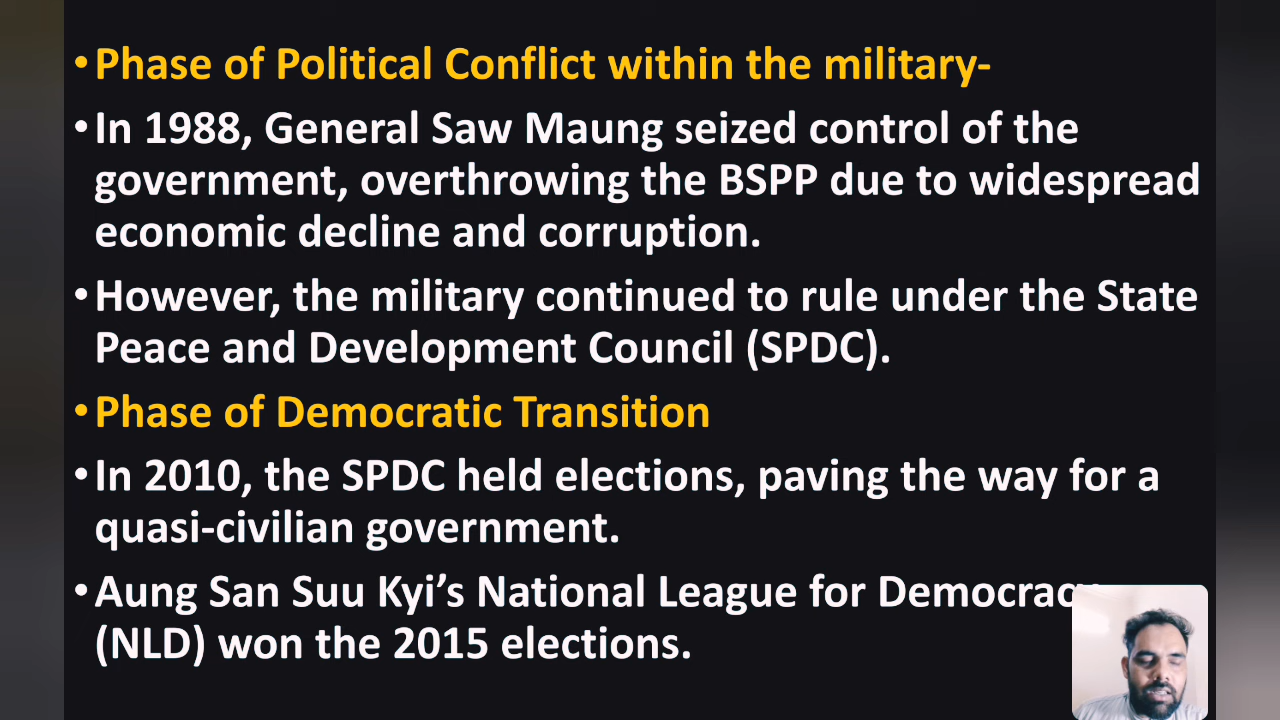 •Phase of Political Conflict within the military-
•In 1988, General Saw Maung seized control of the
government, overthrowing the BSPP due to widespread
economic decline and corruption.
•However, the military continued to rule under the State
Peace and Development Council (SPDC).
•Phase of Democratic Transition
•In 2010, the SPDC held elections, paving the way for a
quasi-civilian government.
•Aung San Suu Kyi’s National League for Democracy
(NLD) won the 2015 elections.